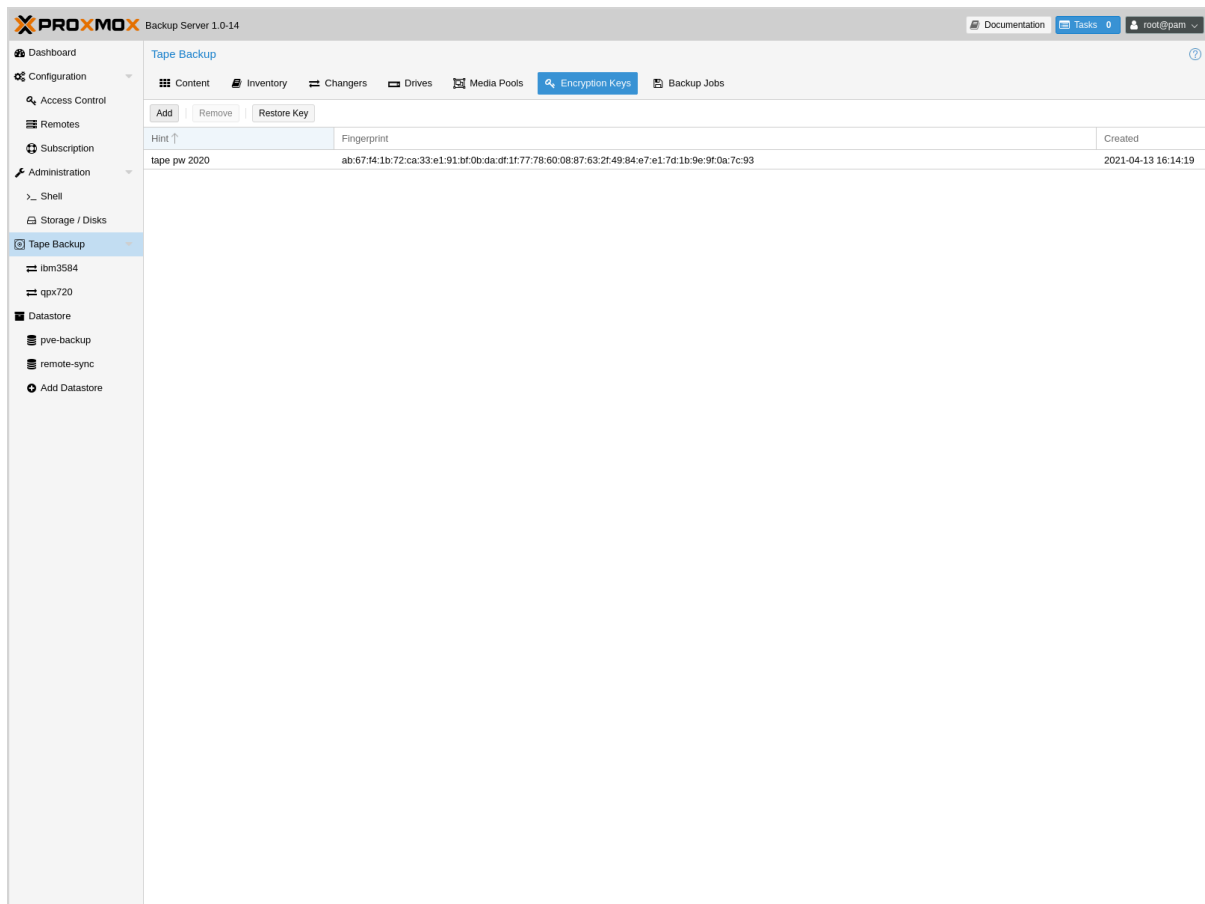 PROXMOX Backup Server 1.0-14 Documentation Tasks 0 root@pam
Dashboard
Configuration
Access Control
Remotes
Subscription
Administration
Shell
Storage / Disks
Tape Backup
ibm3584
qpx720
Datastore
pve-backup
remote-sync
Add Datastore
Tape Backup
Content Inventory Changers Drives Media Pools Encryption Keys Backup Jobs
Add Remove Restore Key
Hint Fingerprint Created
tape pw 2020 ab:67:f4:1b:72:ca:33:e1:91:bf:0b:da:df:1f:77:78:60:08:87:63:2f:49:84:e7:e1:7d:1b:9e:9f:0a:7c:93 2021-04-13 16:14:19